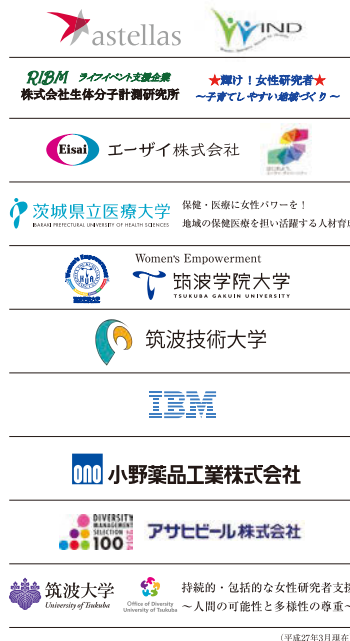 astellas
WIND
RIBM ライフイベント支援企業
株式会社生体分子計測研究所
★輝け！女性研究者★
～子育てしやすい地域づくり～
Eisai エーザイ株式会社
茨城県立医療大学
IBARAKI PREFECTURAL UNIVERSITY OF HEALTH SCIENCES
保健・医療に女性パワーを！
地域の保健医療を担い活躍する人材育
Women's Empowerment
筑波学院大学
TSUKUBA GAKUIN UNIVERSITY
筑波技術大学
IBM
ono 小野薬品工業株式会社
DIVERSITY
MANAGEMENT
SELECTION
100 2014
アサヒビール株式会社
筑波大学
University of Tsukuba
Office of Diversity
University of Tsukuba
持続的・包括的な女性研究者支
～人間の可能性と多様性の尊重～
(平成27年3月現在